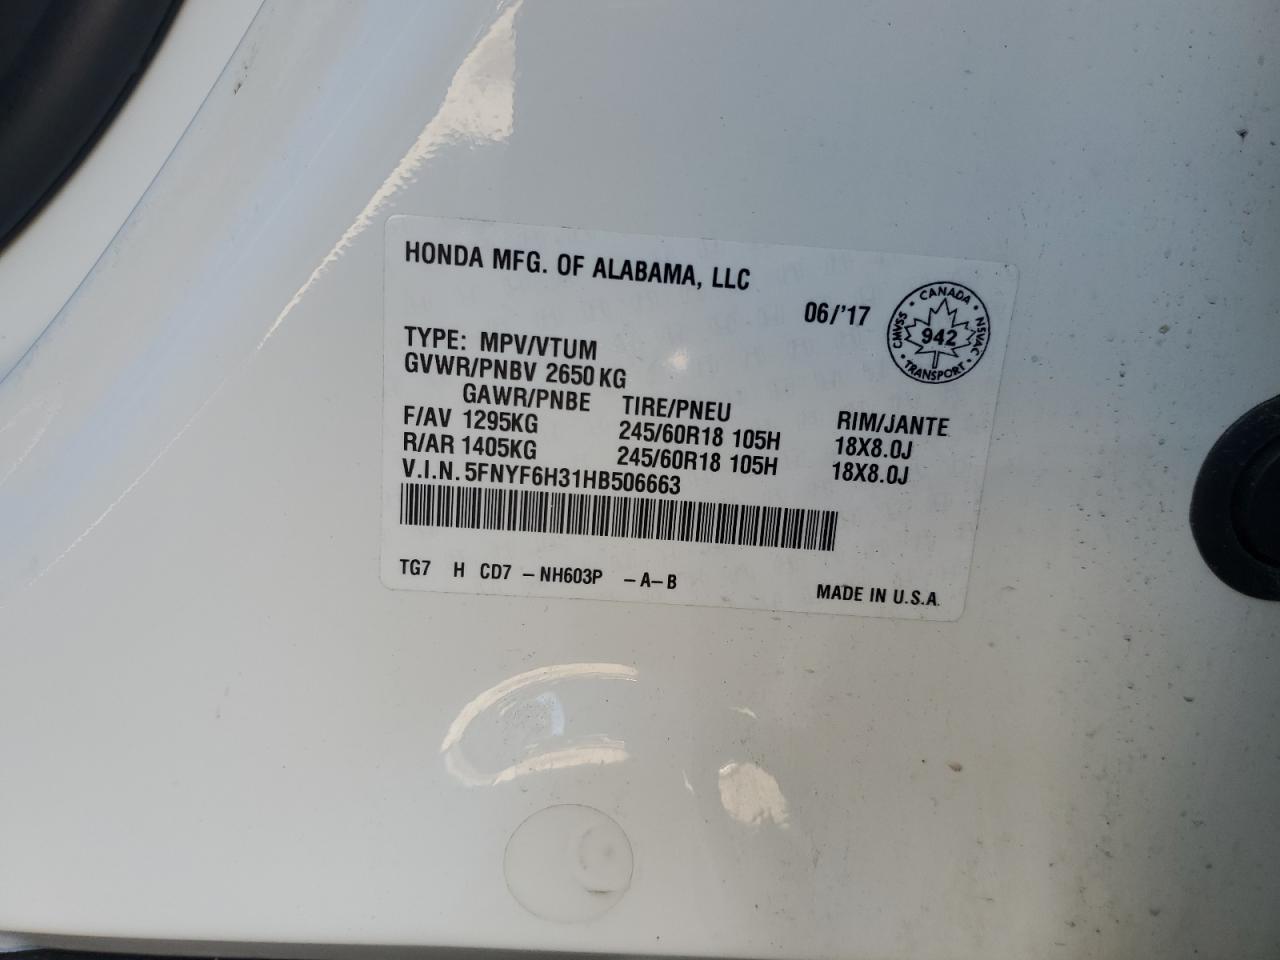 HONDA MFG. OF ALABAMA, LLC
06/'17
CANADA
CMVSS
NSVAC
942
TRANSPORT
TYPE: MPV/VTUM
GVWR/PNBV 2650 KG
GAWR/PNBE TIRE/PNEU RIM/JANTE
F/AV 1295KG 245/60R18 105H 18X8.0J
R/AR 1405KG 245/60R18 105H 18X8.0J
V.I.N. 5FNYF6H31HB506663
TG7 H CD7 – NH603P – A – B
MADE IN U.S.A.